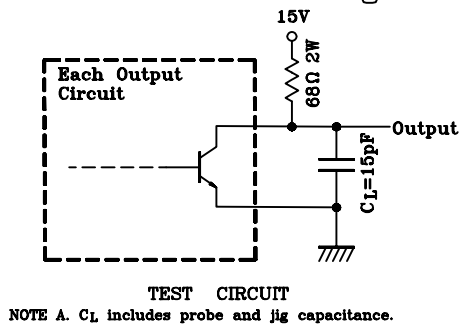 15V
68Ω 2W
Each Output
Circuit
Output
CL=15pF
TEST CIRCUIT
NOTE A. CL includes probe and jig capacitance.